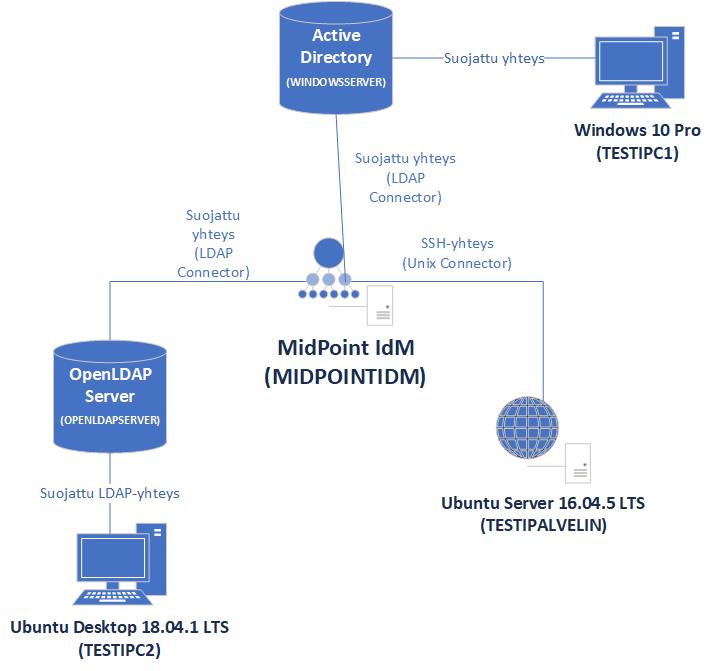 Active
Directory
(WINDOWSSERVER)
Suojattu yhteys
Windows 10 Pro
(TESTIPC1)
Suojattu yhteys
(LDAP
Connector)
Suojattu
yhteys
(LDAP
Connector)
SSH-yhteys
(Unix Connector)
MidPoint IdM
(MIDPOINTIDM)
OpenLDAP
Server
(OPENLDAPSERVER)
Suojattu LDAP-yhteys
Ubuntu Server 16.04.5 LTS
(TESTIPALVELIN)
Ubuntu Desktop 18.04.1 LTS
(TESTIPC2)